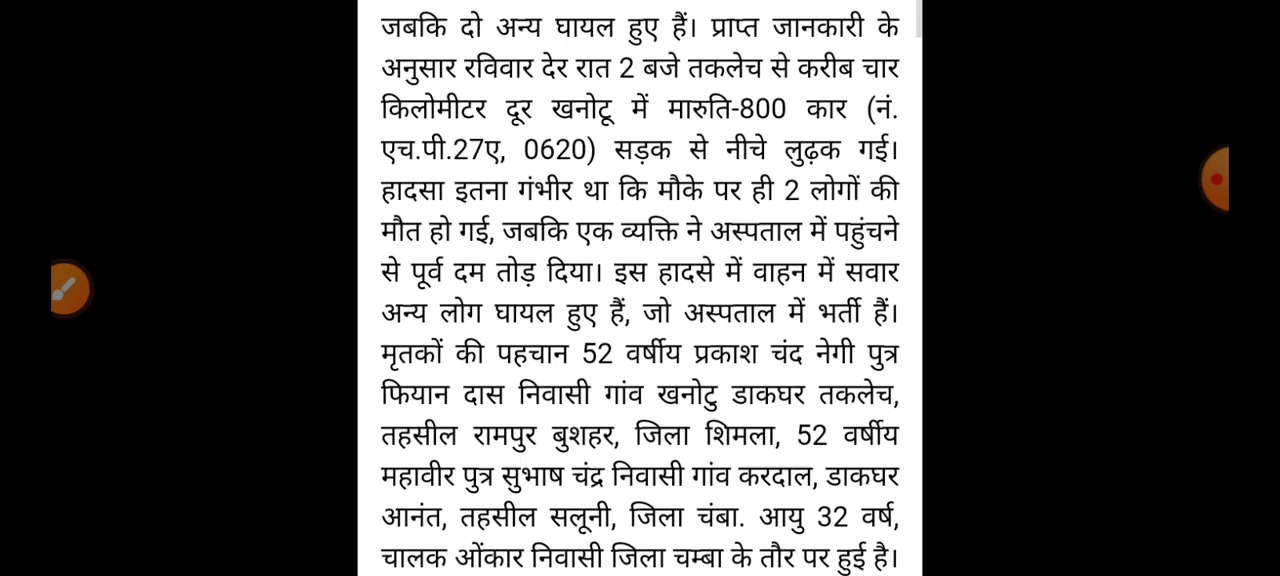 जबकि दो अन्य घायल हुए हैं। प्राप्त जानकारी के
अनुसार रविवार देर रात 2 बजे तकलेच से करीब चार
किलोमीटर दूर खनोटू में मारुति-800 कार (नं.
एच.पी.27ए, 0620) सड़क से नीचे लुढ़क गई।
हादसा इतना गंभीर था कि मौके पर ही 2 लोगों की
मौत हो गई, जबकि एक व्यक्ति ने अस्पताल में पहुंचने
से पूर्व दम तोड़ दिया। इस हादसे में वाहन में सवार
अन्य लोग घायल हुए हैं, जो अस्पताल में भर्ती हैं।
मृतकों की पहचान 52 वर्षीय प्रकाश चंद नेगी पुत्र
फियान दास निवासी गांव खनोटु डाकघर तकलेच,
तहसील रामपुर बुशहर, जिला शिमला, 52 वर्षीय
महावीर पुत्र सुभाष चंद्र निवासी गांव करदाल, डाकघर
आनंत, तहसील सलूनी, जिला चंबा. आयु 32 वर्ष,
चालक ओंकार निवासी जिला चम्बा के तौर पर हुई है।